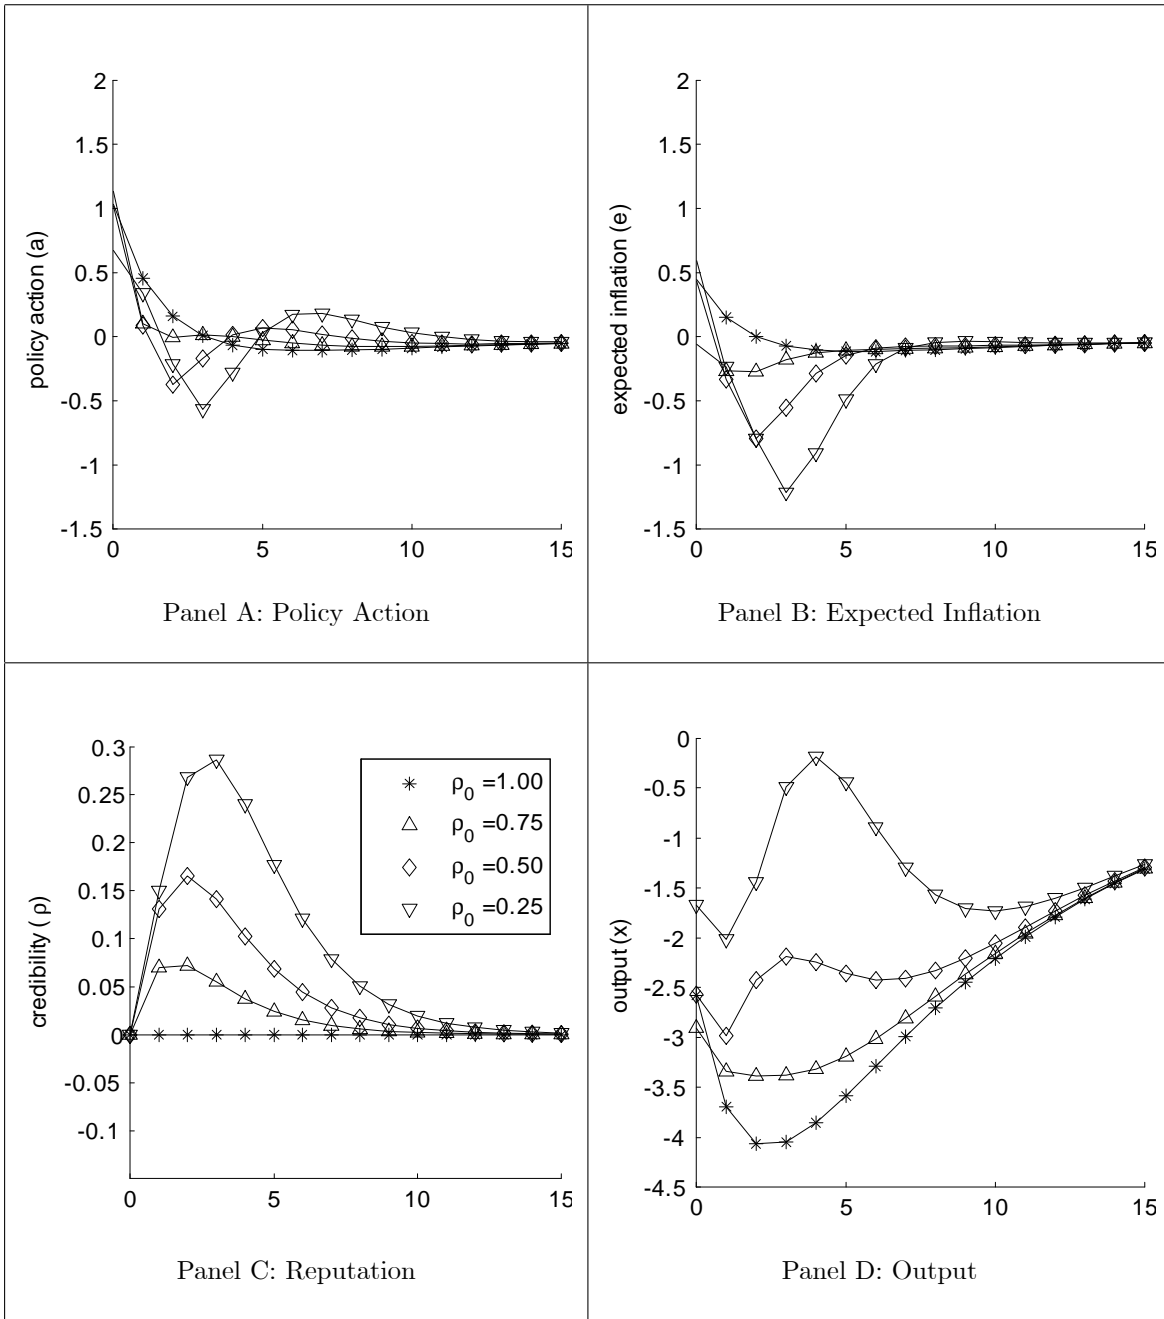 2
1.5
1
0.5
0
-0.5
-1
-1.5
0 5 10 15
policy action (a)
Panel A: Policy Action
2
1.5
1
0.5
0
-0.5
-1
-1.5
0 5 10 15
expected inflation (e)
Panel B: Expected Inflation
0.3
0.25
0.2
0.15
0.1
0.05
0
-0.05
-0.1
0 5 10 15
credibility ( ρ)
ρ0 =1.00
ρ0 =0.75
ρ0 =0.50
ρ0 =0.25
Panel C: Reputation
0
-0.5
-1
-1.5
-2
-2.5
-3
-3.5
-4
-4.5
0 5 10 15
output (x)
Panel D: Output